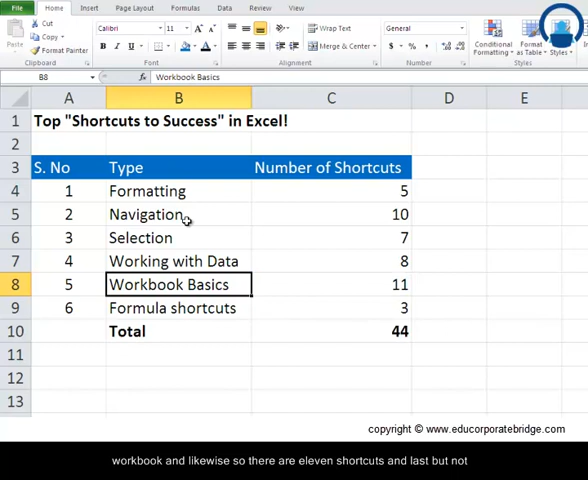 File Home Insert Page Layout Formulas Data Review View
Cut
Copy
Format Painter
Paste
Clipboard
Calibri 11
B I U
Font
Wrap Text
Merge & Center
Alignment
General
$ % ,
Number
Conditional Formatting
Format as Table
Cell Styles
Styles
B8 fx Workbook Basics
A B C D E
1 Top "Shortcuts to Success" in Excel!
2
3 S. No Type Number of Shortcuts
4 1 Formatting 5
5 2 Navigation 10
6 3 Selection 7
7 4 Working with Data 8
8 5 Workbook Basics 11
9 6 Formula shortcuts 3
10 Total 44
11
12
13
copyright © www.educorporatebridge.com
workbook and likewise so there are eleven shortcuts and last but not